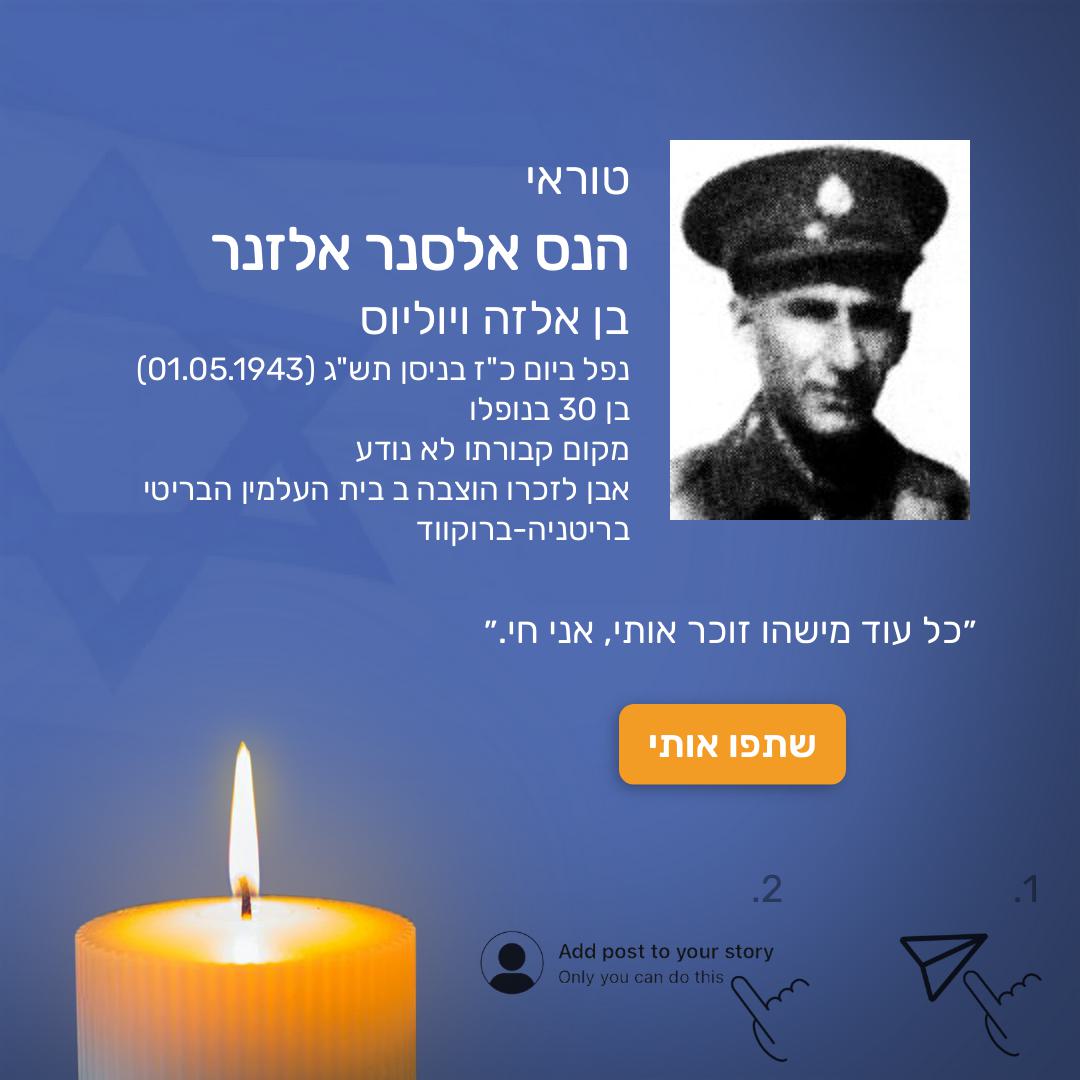 טוראי
הנס אלסנר אלזנר
בן אלזה ויוליוס
נפל ביום כ"ז בניסן תש"ג (01.05.1943)
בן 30 בנופלו
מקום קבורתו לא נודע
אבן לזכרו הוצבה ב בית העלמין הבריטי
בריטניה-ברוקווד
״כל עוד מישהו זוכר אותי, אני חי.״
שתפו אותי
.1
.2
Add post to your story
Only you can do this